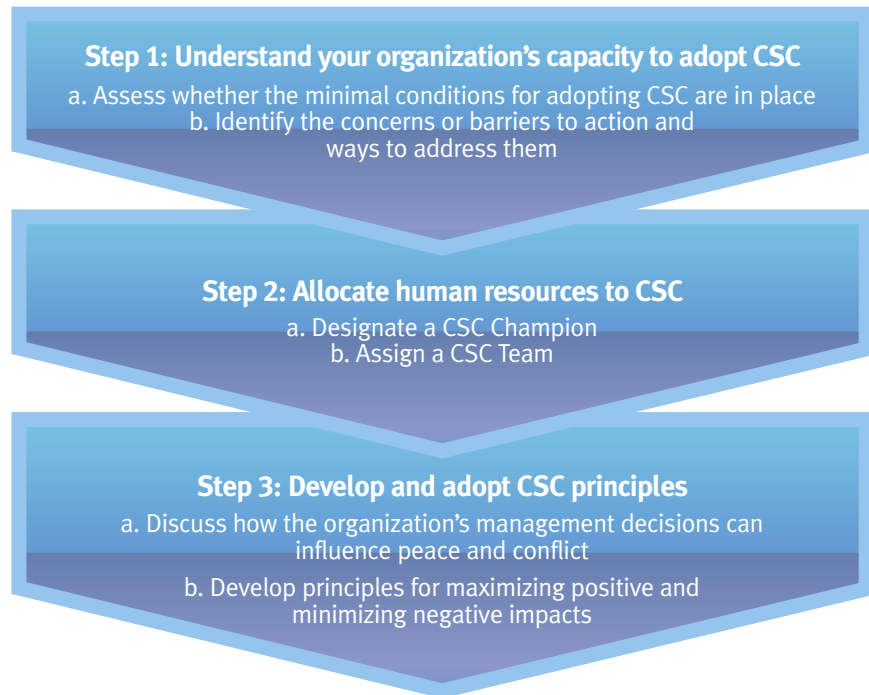 Step 1: Understand your organization’s capacity to adopt CSC
a. Assess whether the minimal conditions for adopting CSC are in place
b. Identify the concerns or barriers to action and
ways to address them
Step 2: Allocate human resources to CSC
a. Designate a CSC Champion
b. Assign a CSC Team
Step 3: Develop and adopt CSC principles
a. Discuss how the organization’s management decisions can
influence peace and conflict
b. Develop principles for maximizing positive and
minimizing negative impacts